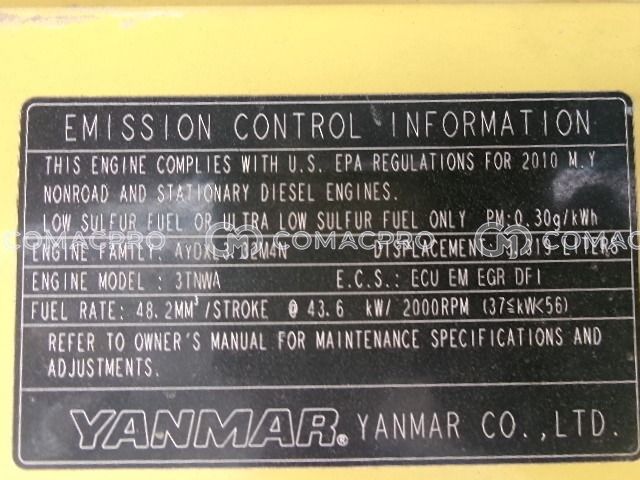 EMISSION CONTROL INFORMATION
THIS ENGINE COMPLIES WITH U.S. EPA REGULATIONS FOR 2010 M.Y
NONROAD AND STATIONARY DIESEL ENGINES.
LOW SULFUR FUEL OR ULTRA LOW SULFUR FUEL ONLY PM:0.30g/kWh
COMACPRO COMACPRO COMACPRO
ENGINE FAMILY: DISPLACEMENT LITERS
ENGINE MODEL : 3TNWA E.C.S.: ECU EM EGR DFI
FUEL RATE: 48.2MM³/STROKE @ 43.6 kW/ 2000RPM (37≦kW<56)
REFER TO OWNER'S MANUAL FOR MAINTENANCE SPECIFICATIONS AND
ADJUSTMENTS.
YANMAR® YANMAR CO.,LTD.